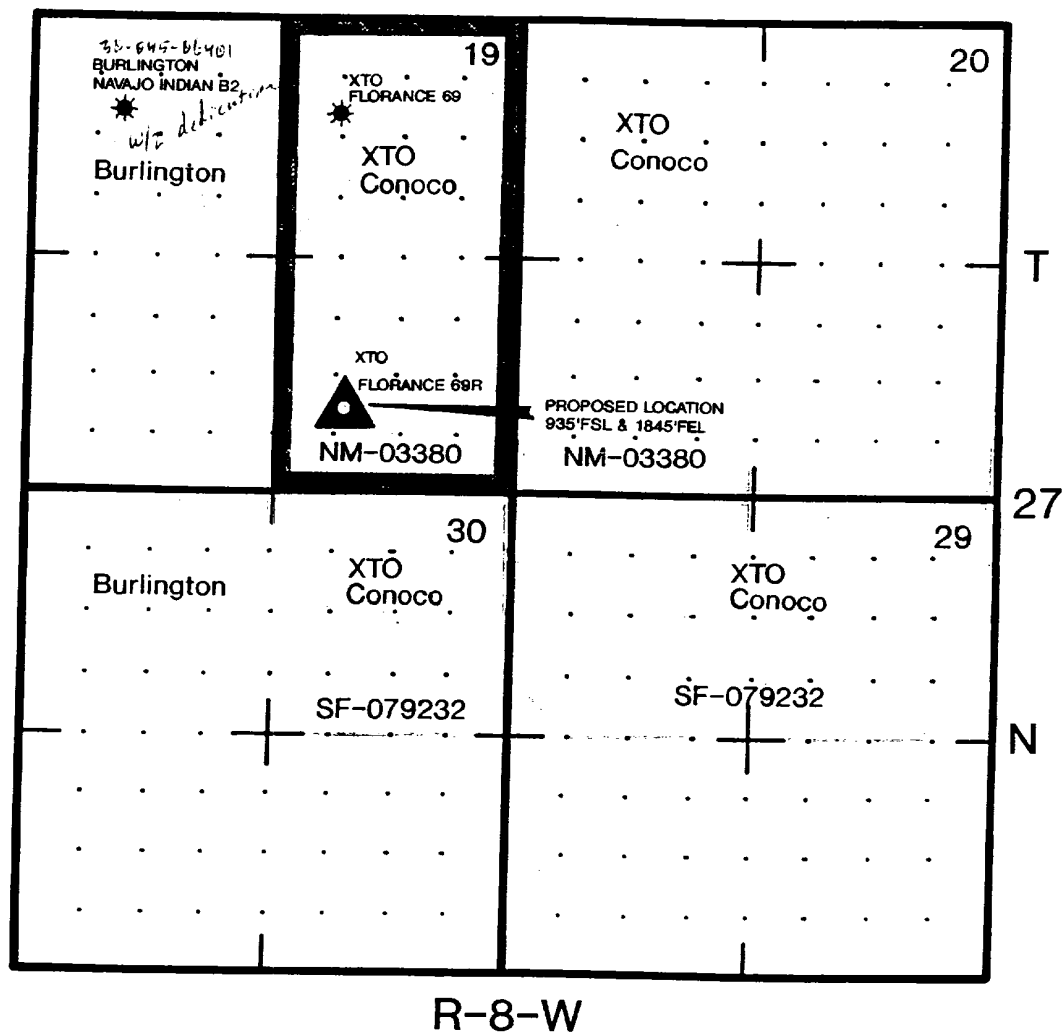 BURLINGTON
NAVAJO INDIAN B2
w/2 dedication
Burlington
19
XTO
FLORANCE 69
XTO
Conoco
20
XTO
Conoco
T
XTO
FLORANCE 69R
PROPOSED LOCATION
935'FSL & 1845'FEL
NM-03380
NM-03380
27
30
Burlington
XTO
Conoco
SF-079232
29
XTO
Conoco
SF-079232
N
R-8-W